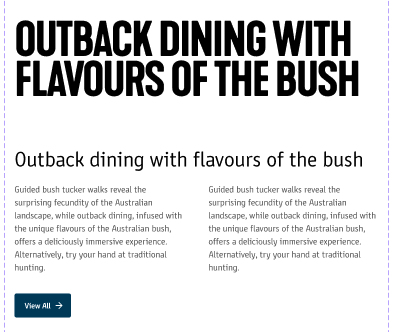 OUTBACK DINING WITH
FLAVOURS OF THE BUSH
Outback dining with flavours of the bush
Guided bush tucker walks reveal the
surprising fecundity of the Australian
landscape, while outback dining, infused with
the unique flavours of the Australian bush,
offers a deliciously immersive experience.
Alternatively, try your hand at traditional
hunting.
Guided bush tucker walks reveal the
surprising fecundity of the Australian
landscape, while outback dining, infused with
the unique flavours of the Australian bush,
offers a deliciously immersive experience.
Alternatively, try your hand at traditional
hunting.
View All →